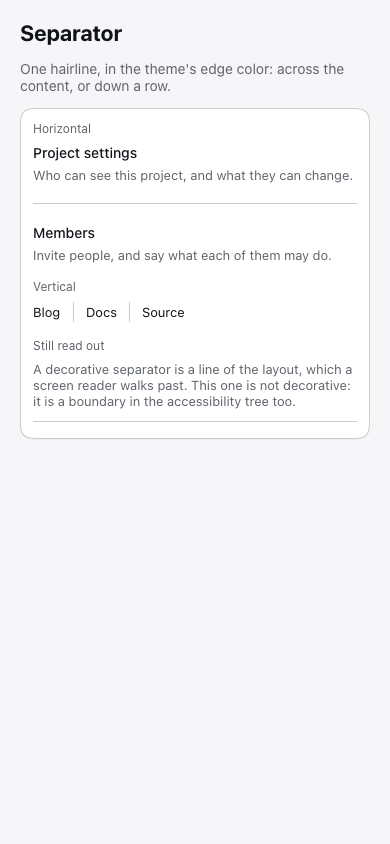 Separator
One hairline, in the theme's edge color: across the
content, or down a row.
Horizontal
Project settings
Who can see this project, and what they can change.
Members
Invite people, and say what each of them may do.
Vertical
Blog Docs Source
Still read out
A decorative separator is a line of the layout, which a
screen reader walks past. This one is not decorative:
it is a boundary in the accessibility tree too.